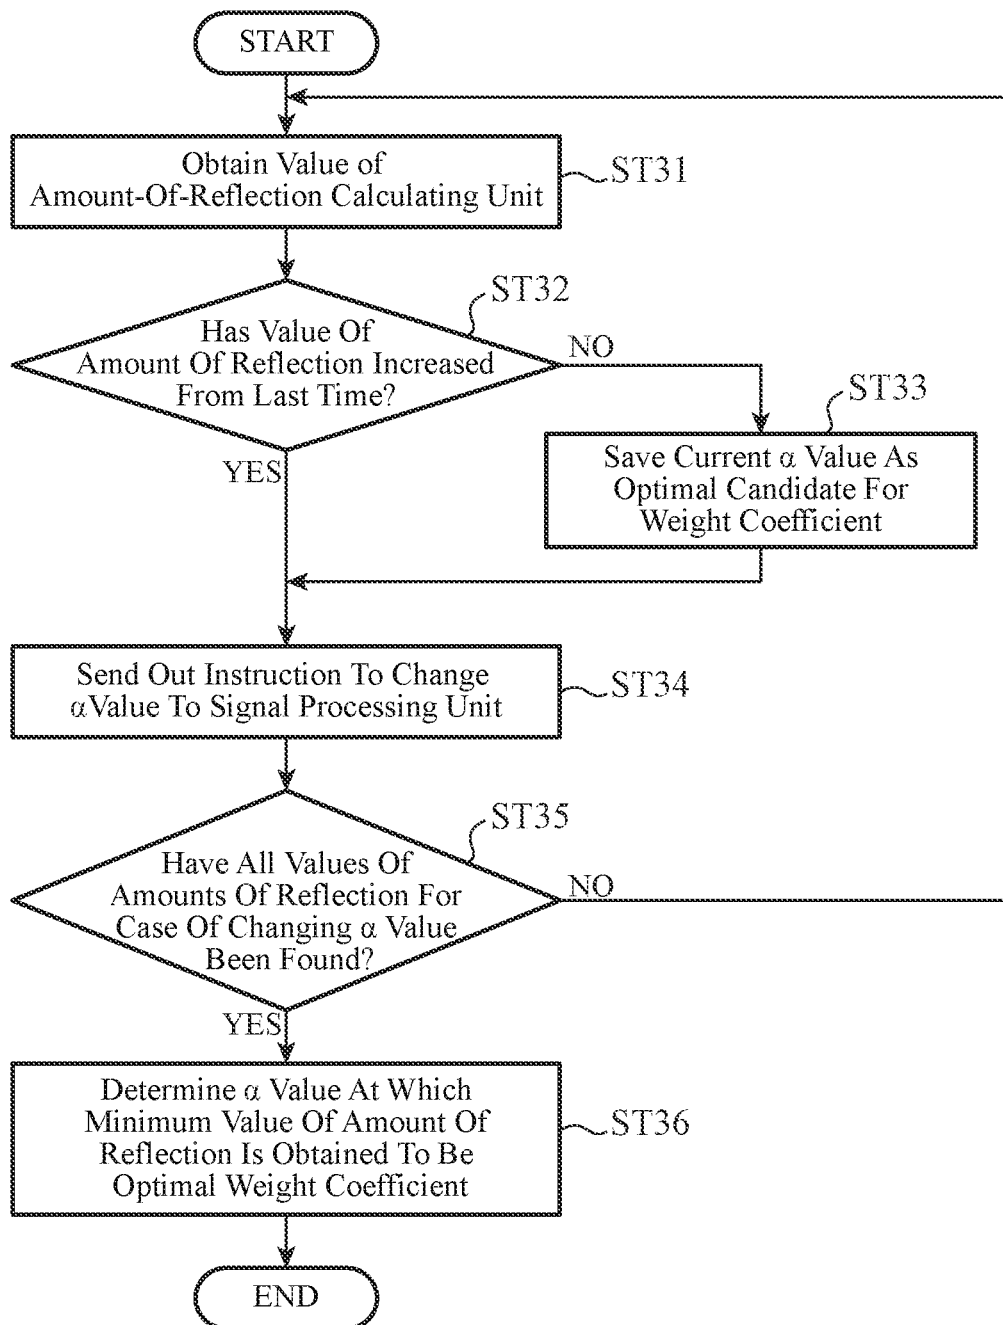 START
Obtain Value of
Amount-Of-Reflection Calculating Unit
ST31
ST32
Has Value Of
Amount Of Reflection Increased
From Last Time?
NO
YES
ST33
Save Current α Value As
Optimal Candidate For
Weight Coefficient
Send Out Instruction To Change
αValue To Signal Processing Unit
ST34
ST35
Have All Values Of
Amounts Of Reflection For
Case Of Changing α Value
Been Found?
NO
YES
Determine α Value At Which
Minimum Value Of Amount Of
Reflection Is Obtained To Be
Optimal Weight Coefficient
ST36
END